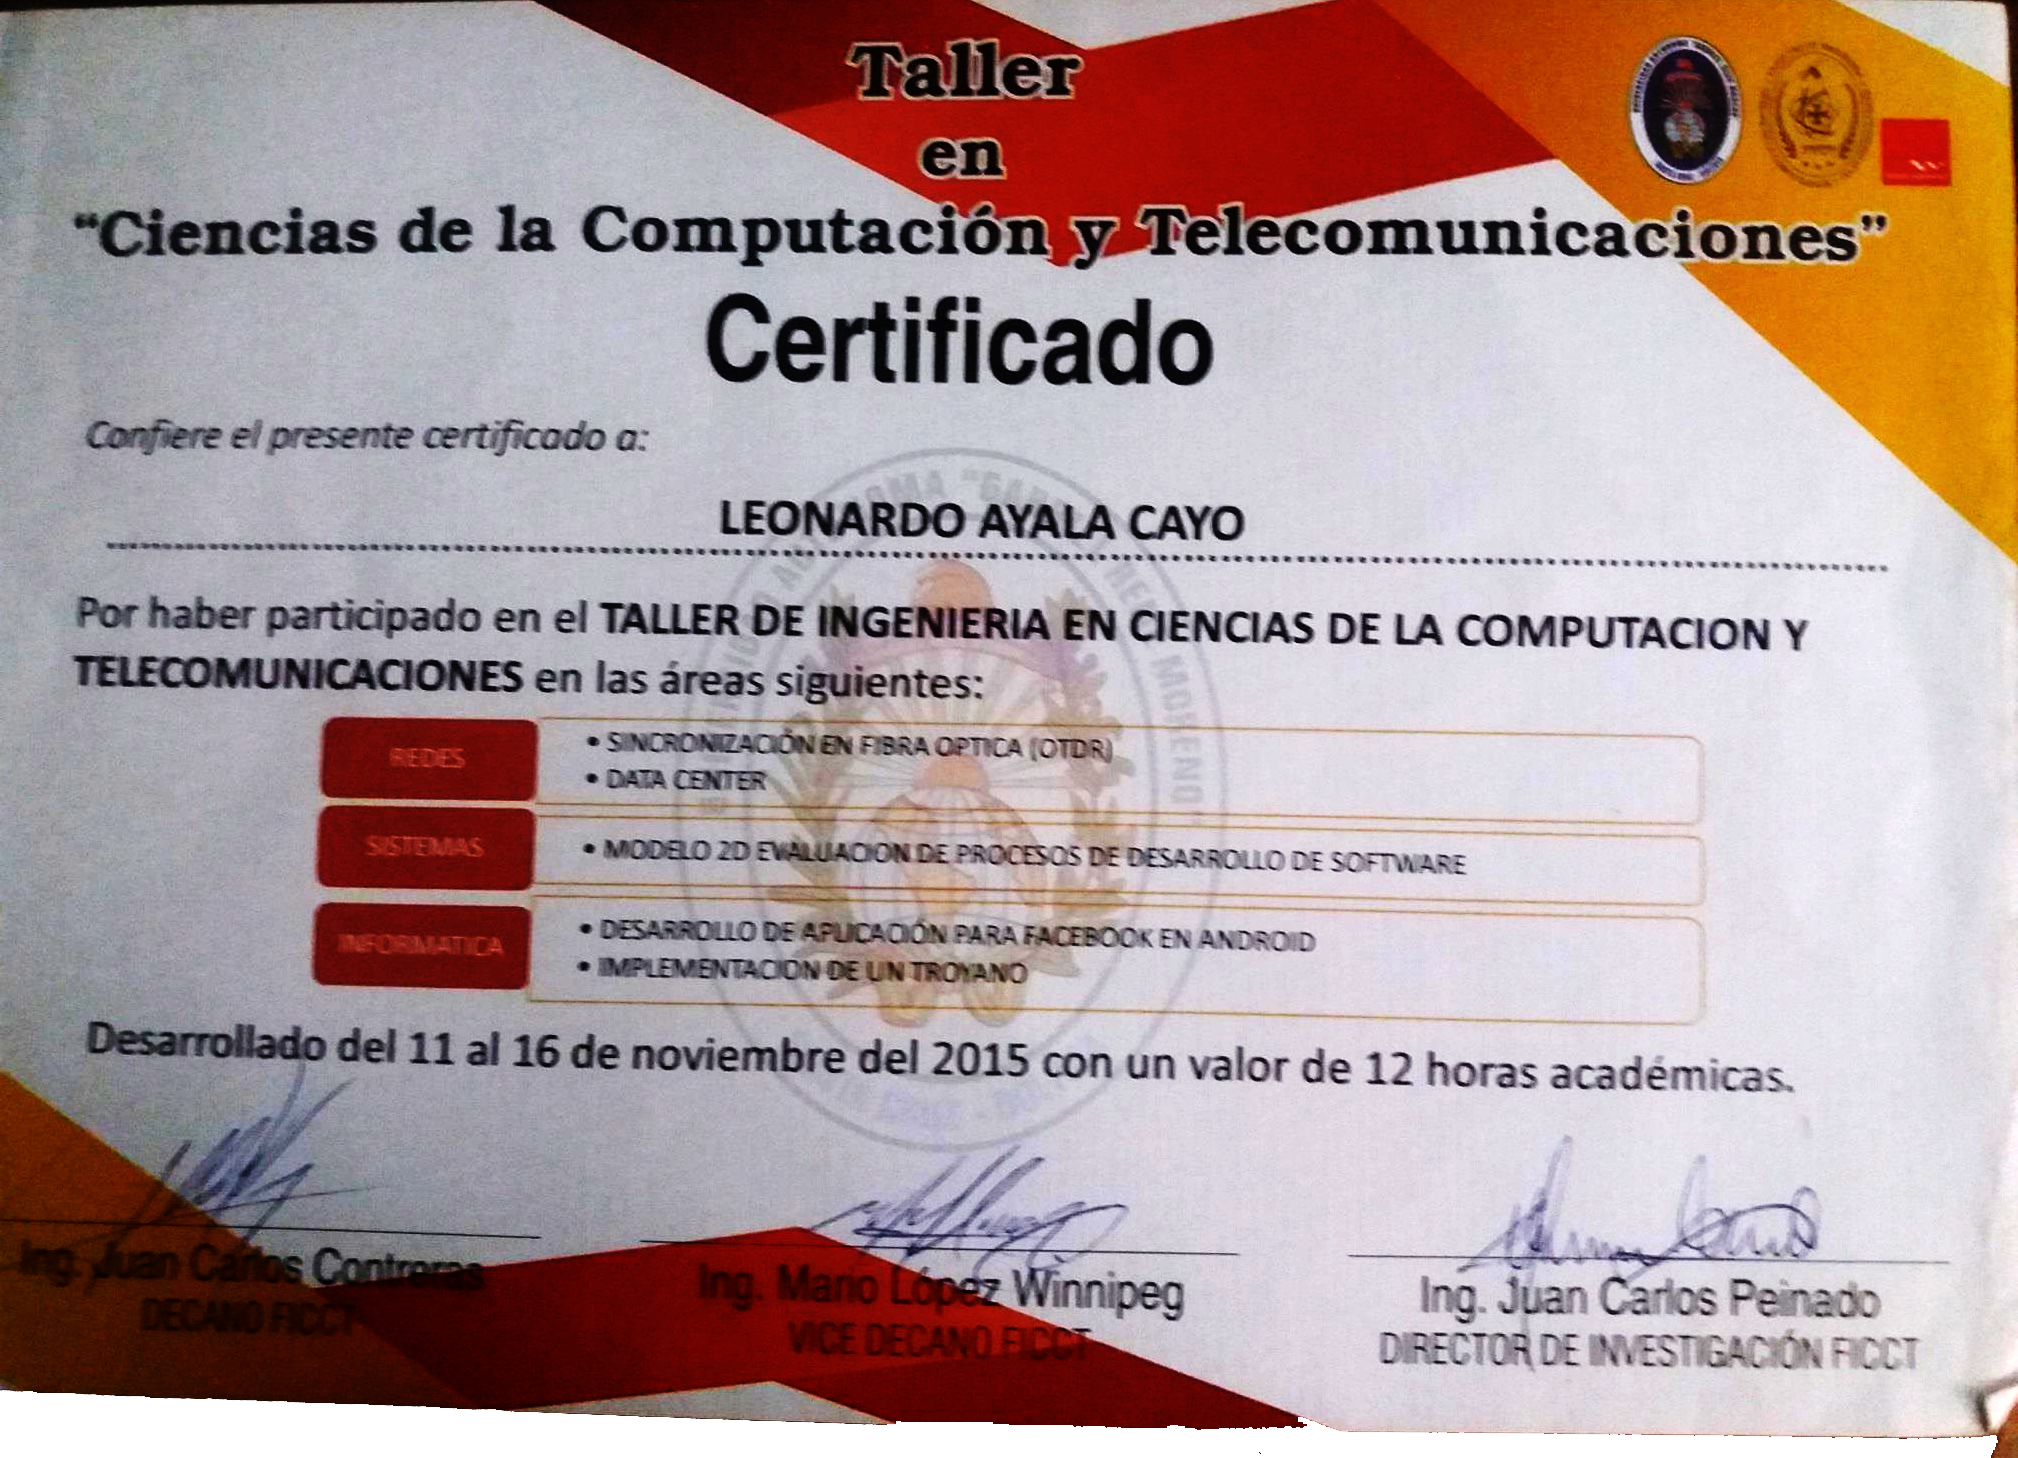 Taller
en
“Ciencias de la Computación y Telecomunicaciones”
Certificado
Confiere el presente certificado a:
LEONARDO AYALA CAYO
Por haber participado en el TALLER DE INGENIERIA EN CIENCIAS DE LA COMPUTACION Y
TELECOMUNICACIONES en las áreas siguientes:
REDES
• SINCRONIZACIÓN EN FIBRA OPTICA (OTDR)
• DATA CENTER
SISTEMAS
• MODELO 2D EVALUACION DE PROCESOS DE DESARROLLO DE SOFTWARE
INFORMATICA
• DESARROLLO DE APLICACIÓN PARA FACEBOOK EN ANDROID
• IMPLEMENTACION DE UN TROYANO
Desarrollado del 11 al 16 de noviembre del 2015 con un valor de 12 horas académicas.
Ing. Juan Carlos Contreras
DECANO FICCT
Ing. Mario López Winnipeg
VICE DECANO FICCT
Ing. Juan Carlos Peinado
DIRECTOR DE INVESTIGACIÓN FICCT